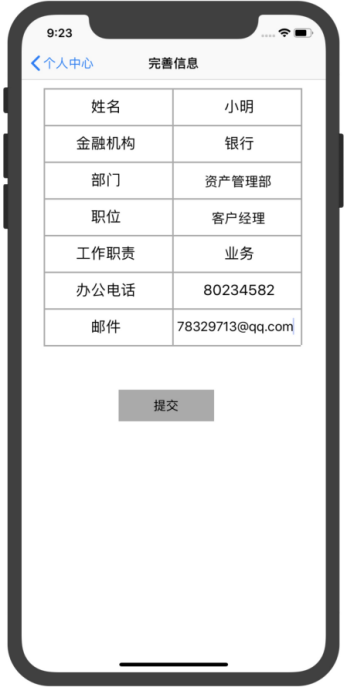 9:23
个人中心 完善信息
姓名 小明
金融机构 银行
部门 资产管理部
职位 客户经理
工作职责 业务
办公电话 80234582
邮件 78329713@qq.com
提交